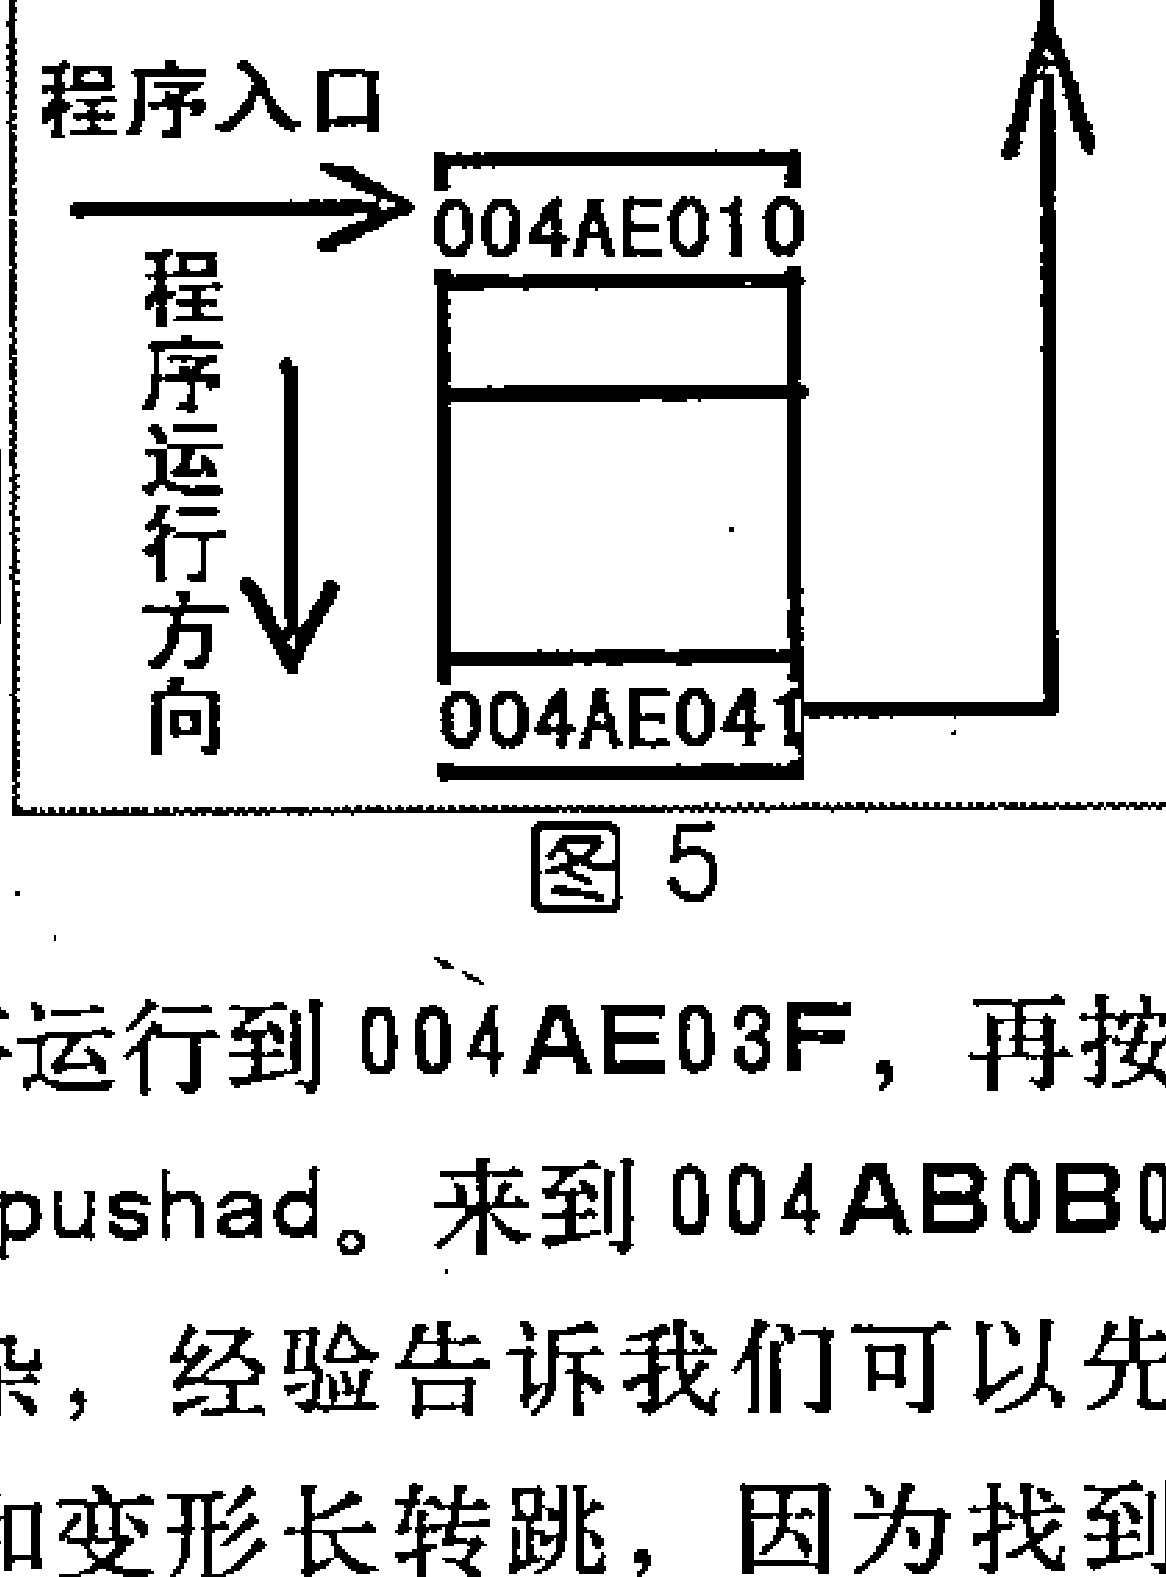 程序入口
004AE010
程序运行方向
004AE041
图 5
运行到 004AE03F，再按
pushad。来到 004AB0B0
，经验告诉我们可以先
和变形长转跳，因为找到